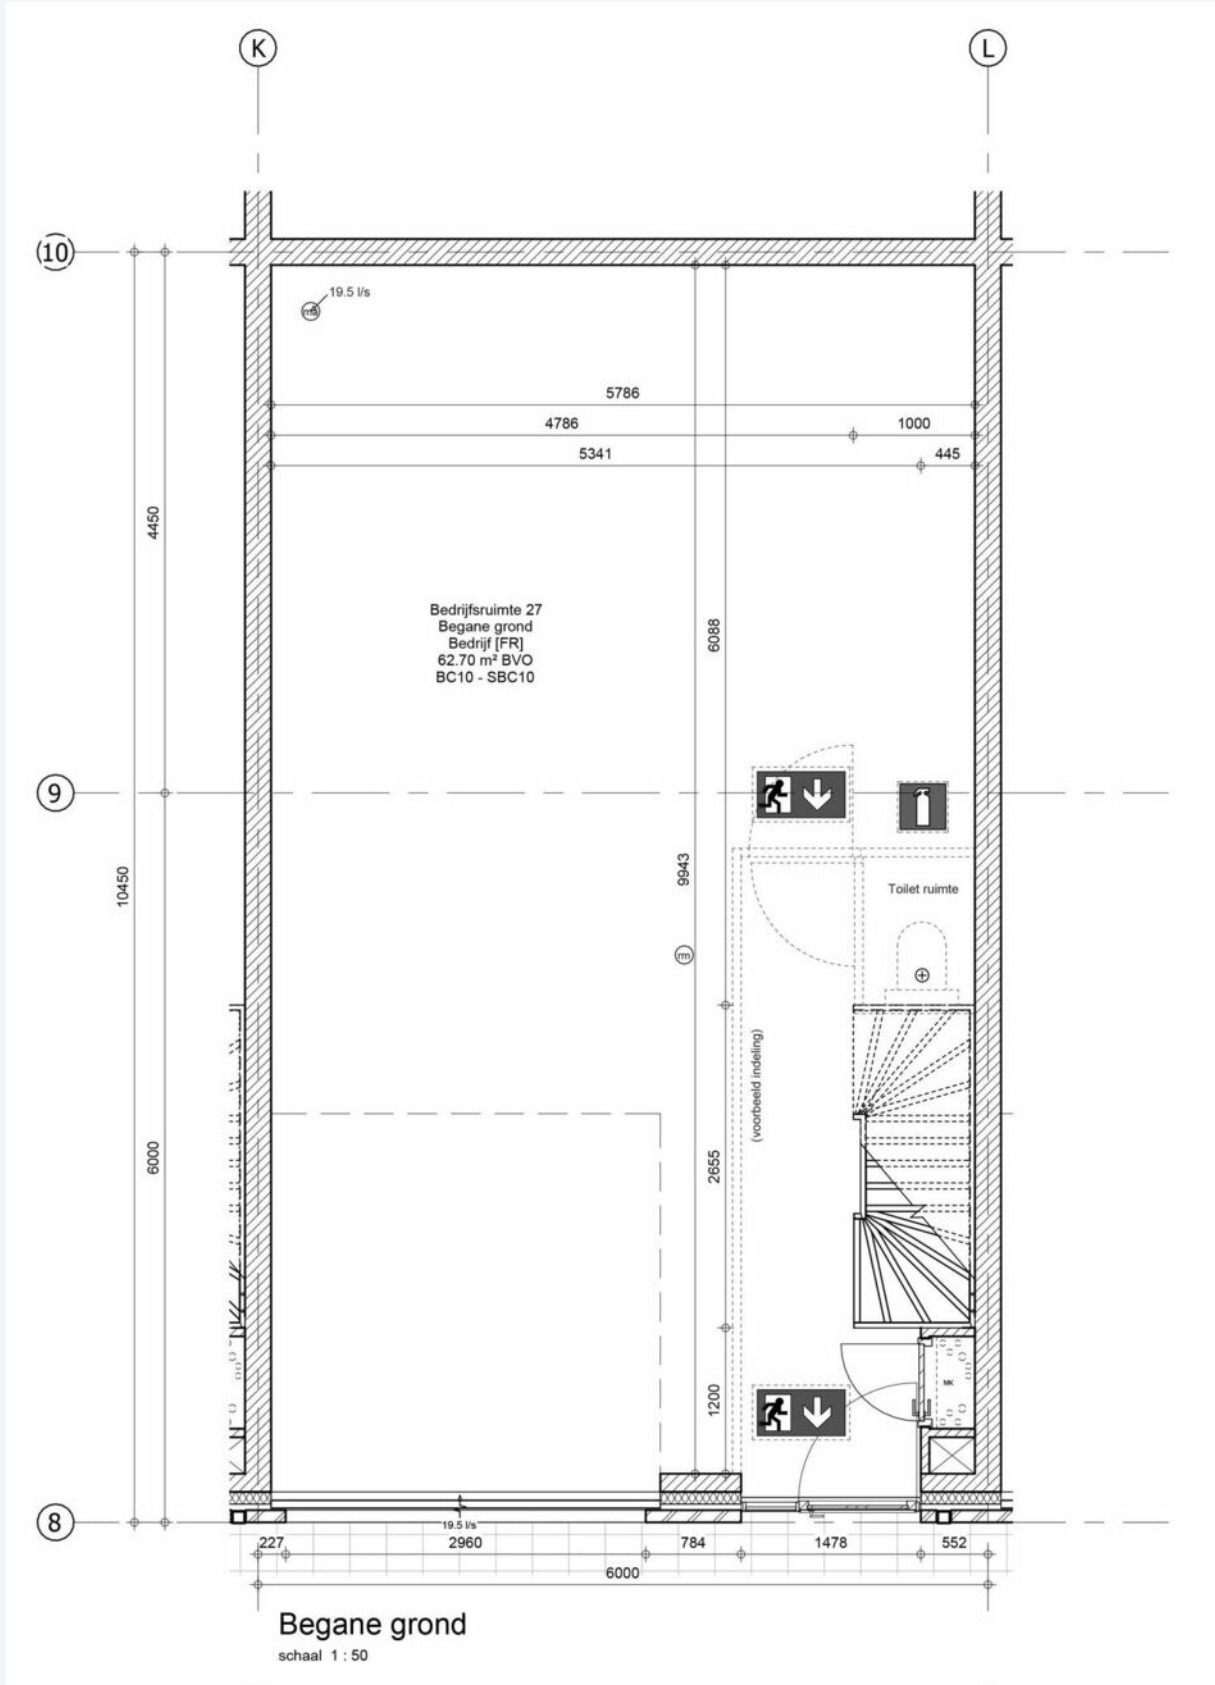 K
L
10
19.5 l/s
5786
4786
1000
5341
445
4450
Bedrijfsruimte 27
Begane grond
Bedrijf [FR]
62.70 m² BVO
BC10 - SBC10
6088
9
10450
9943
Toilet ruimte
rm
(voorbeeld indeling)
6000
2655
MK
1200
8
19.5 l/s
227
2960
784
1478
552
6000
Begane grond
schaal 1 : 50